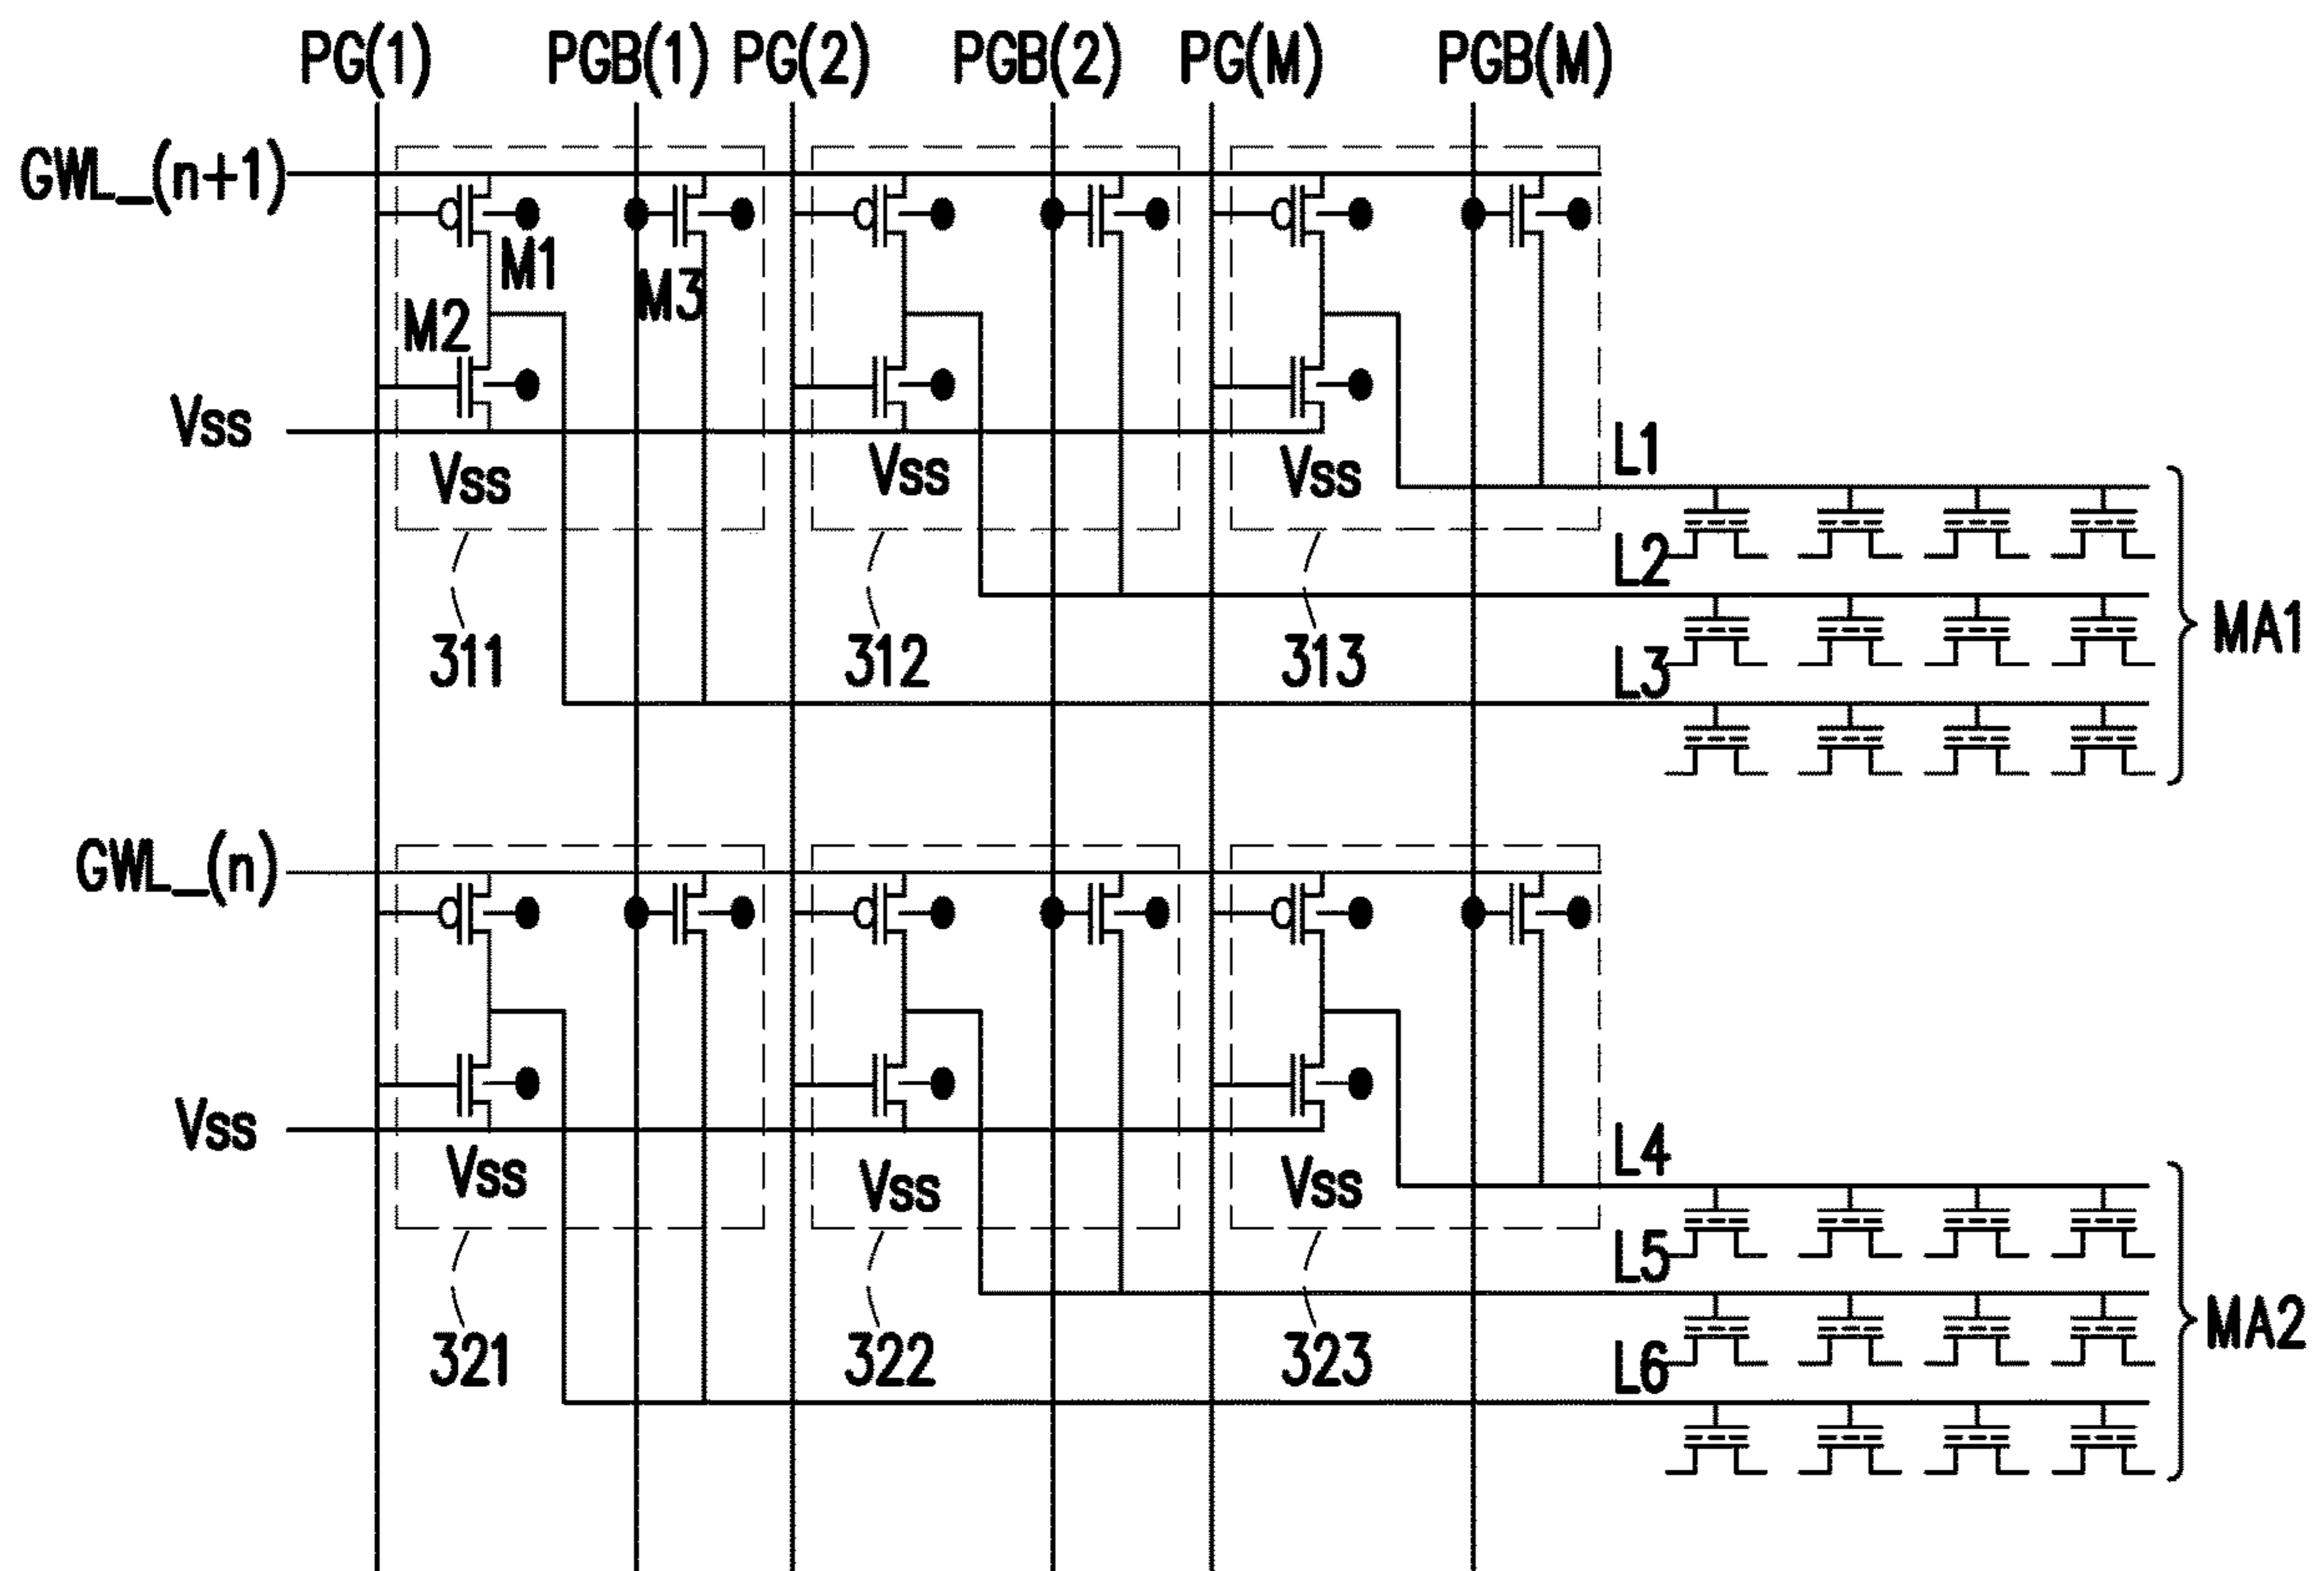 PG(1) PGB(1) PG(2) PGB(2) PG(M) PGB(M)
GWL_(n+1)
M1
M3
M2
Vss
Vss Vss Vss
L1
L2
L3
MA1
311 312 313
GWL_(n)
Vss
Vss Vss Vss
L4
L5
L6
MA2
321 322 323